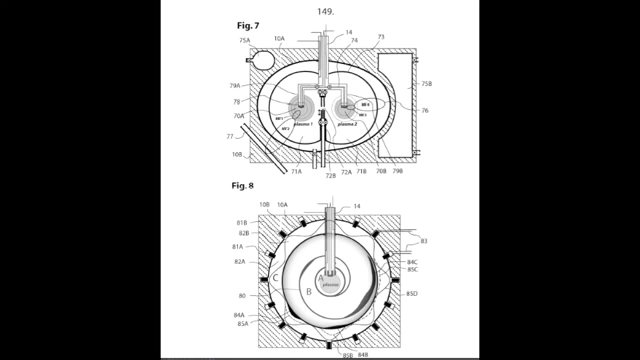 149.
Fig. 7
14
75A
10A
74
73
79A
78
70A
75B
76
plasma 1
plasma 2
77
10B
71A
72B
72A
71B
70B
79B
Fig. 8
10B
10A
14
81B
82B
83
81A
82A
84C
85C
A
plasma
C
B
85D
80
84A
85A
85B
84B